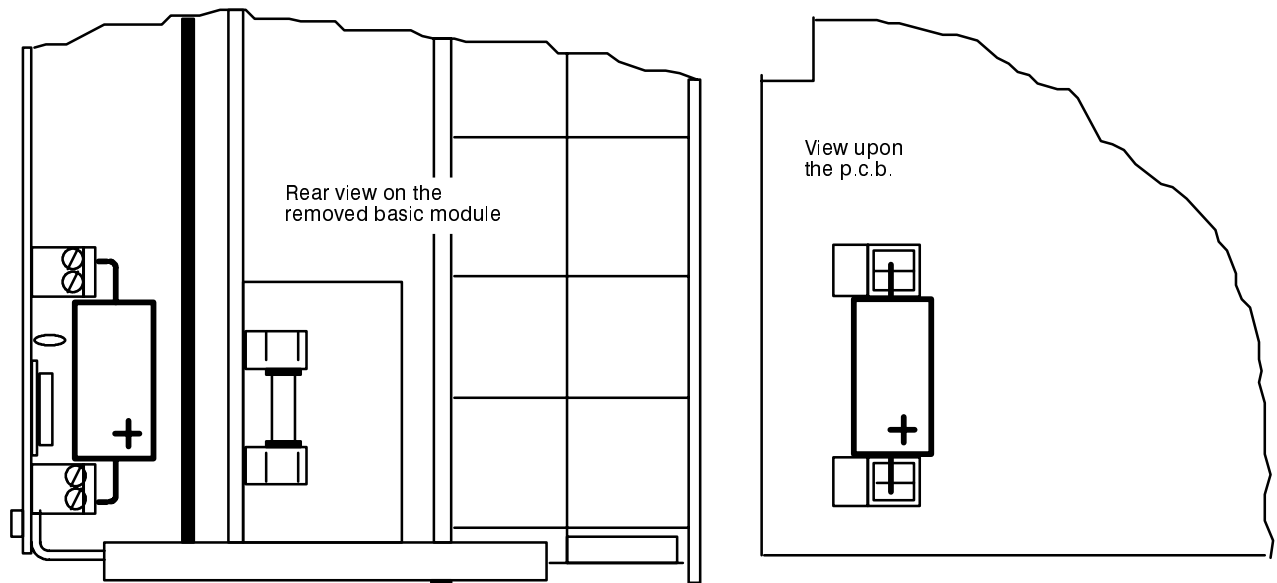 Rear view on the
removed basic module
View upon
the p.c.b.
+
+